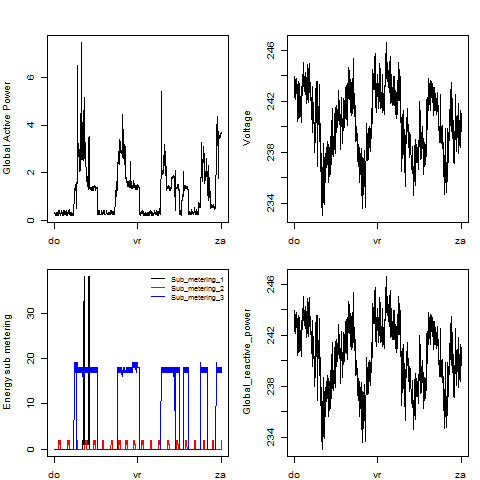 Global Active Power
0
2
4
6
do
vr
za
Voltage
234
238
242
246
do
vr
za
Energy sub metering
0
10
20
30
Sub_metering_1
Sub_metering_2
Sub_metering_3
do
vr
za
Global_reactive_power
234
238
242
246
do
vr
za